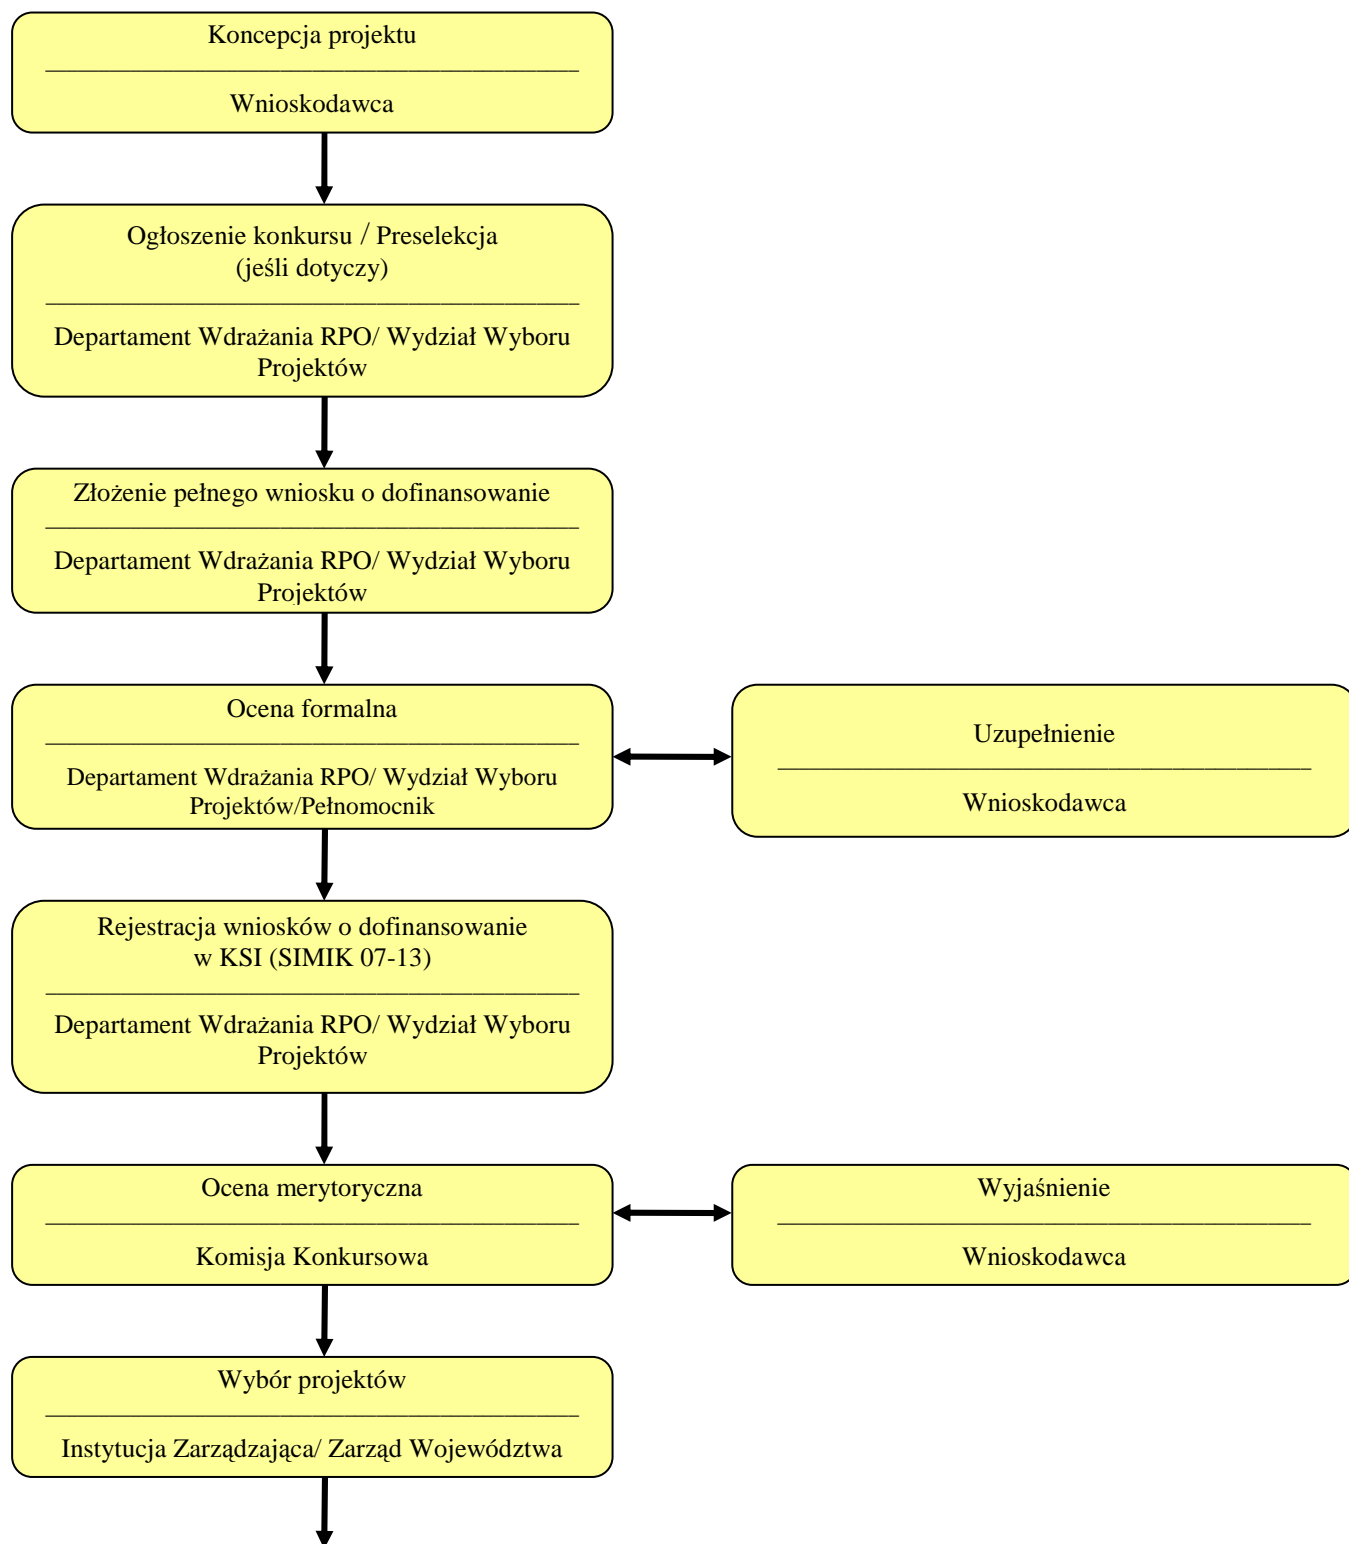 Koncepcja projektu
Wnioskodawca
Ogłoszenie konkursu / Preselekcja
(jeśli dotyczy)
Departament Wdrażania RPO/ Wydział Wyboru
Projektów
Złożenie pełnego wniosku o dofinansowanie
Departament Wdrażania RPO/ Wydział Wyboru
Projektów
Ocena formalna
Departament Wdrażania RPO/ Wydział Wyboru
Projektów/Pełnomocnik
Uzupełnienie
Wnioskodawca
Rejestracja wniosków o dofinansowanie
w KSI (SIMIK 07-13)
Departament Wdrażania RPO/ Wydział Wyboru
Projektów
Ocena merytoryczna
Komisja Konkursowa
Wyjaśnienie
Wnioskodawca
Wybór projektów
Instytucja Zarządzająca/ Zarząd Województwa